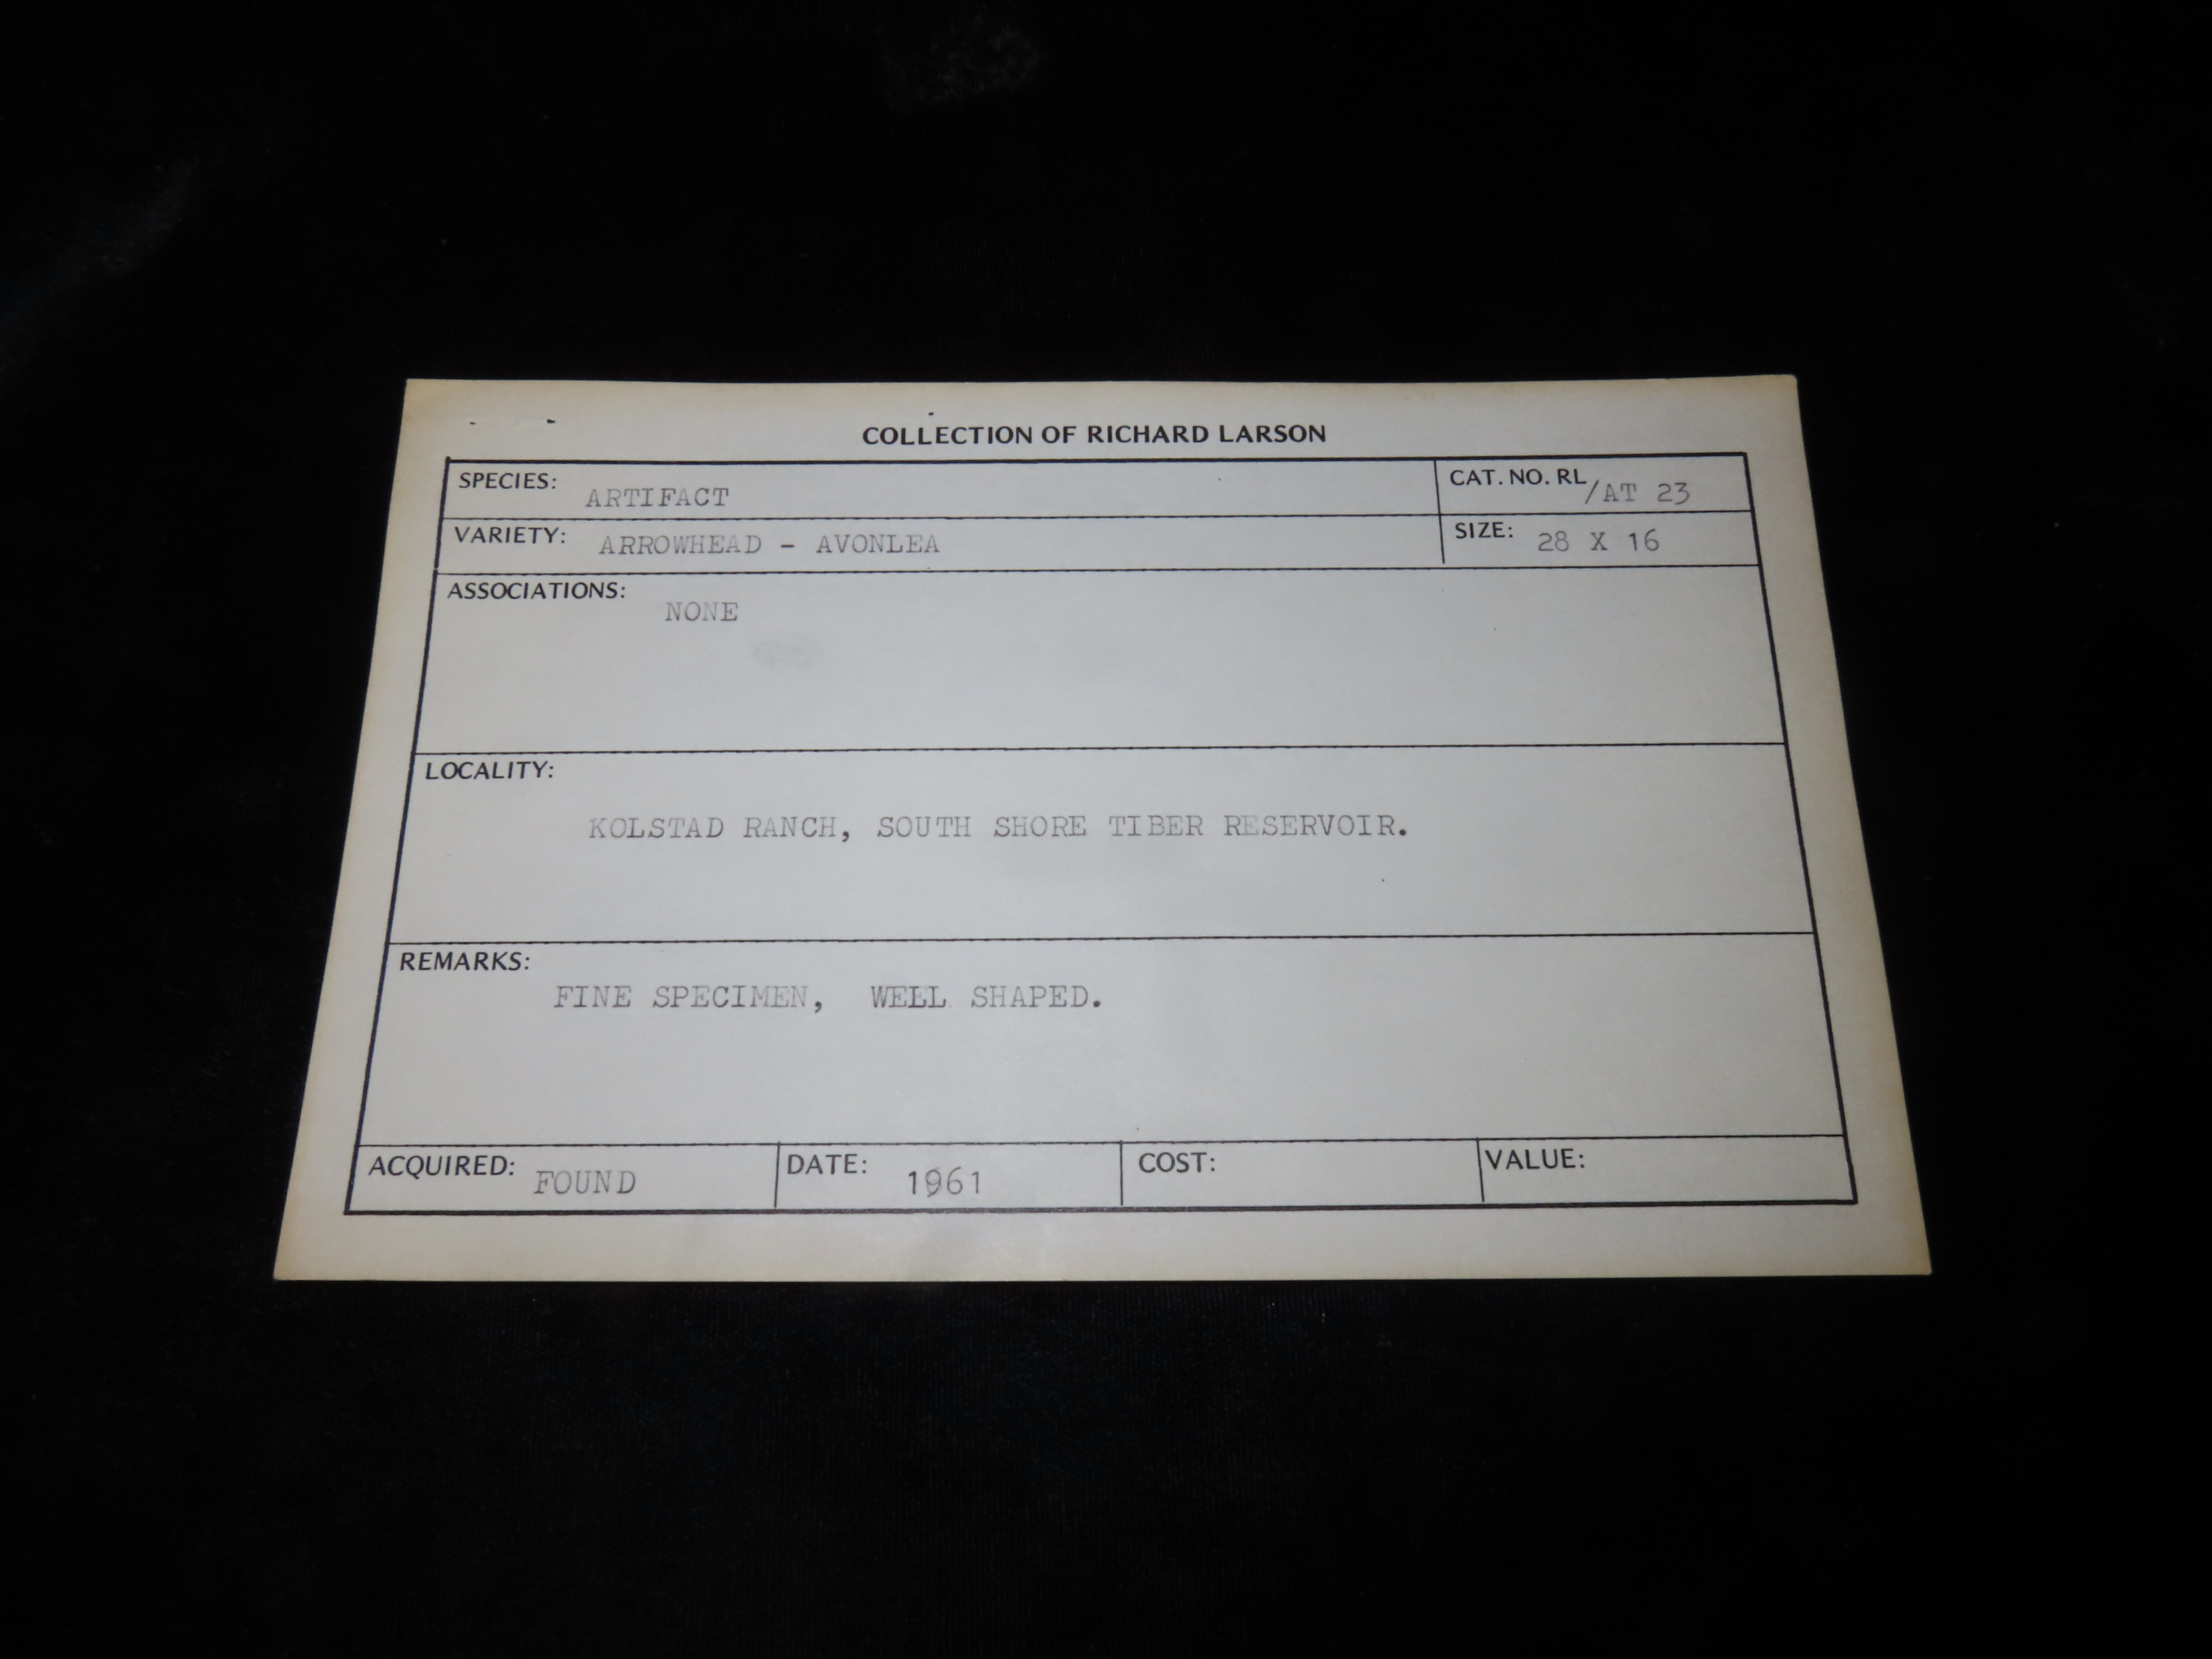 COLLECTION OF RICHARD LARSON
SPECIES: ARTIFACT
CAT. NO. RL/AT 23
VARIETY: ARROWHEAD - AVONLEA
SIZE: 28 X 16
ASSOCIATIONS: NONE
LOCALITY:
KOLSTAD RANCH, SOUTH SHORE TIBER RESERVOIR.
REMARKS:
FINE SPECIMEN, WELL SHAPED.
ACQUIRED: FOUND
DATE: 1961
COST:
VALUE: